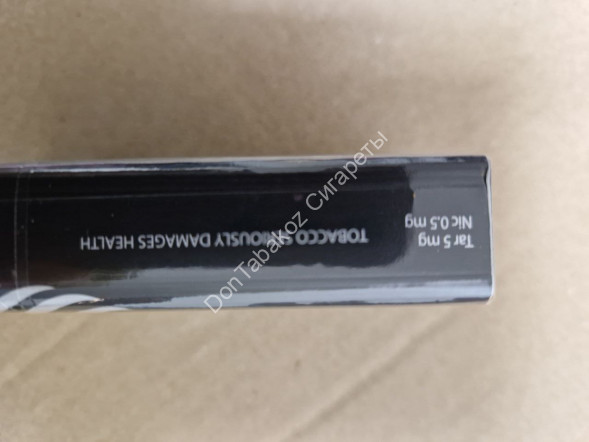 Tar 5 mg
Nic 0.5 mg
TOBACCO SERIOUSLY DAMAGES HEALTH
DonTabakoz Сигареты